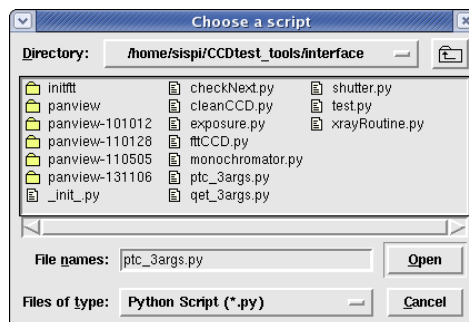 Choose a script
Directory: /home/sispi/CCDtest_tools/interface
initftt checkNext.py shutter.py
panview cleanCCD.py test.py
panview-101012 exposure.py xrayRoutine.py
panview-110128 fttCCD.py
panview-110505 monochromator.py
panview-131106 ptc_3args.py
_init_.py qet_3args.py
File names: ptc_3args.py Open
Files of type: Python Script (*.py) Cancel